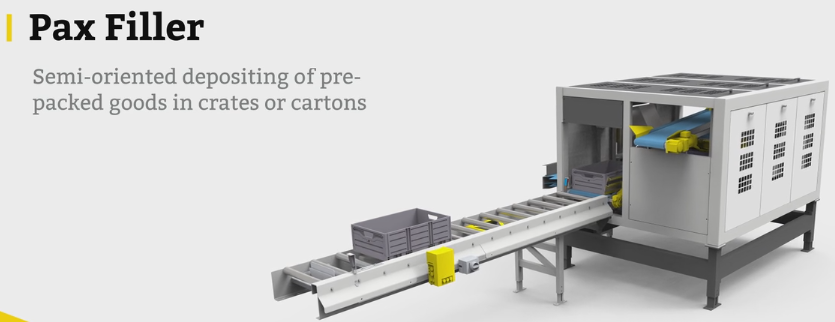 Pax Filler
Semi-oriented depositing of pre-
packed goods in crates or cartons